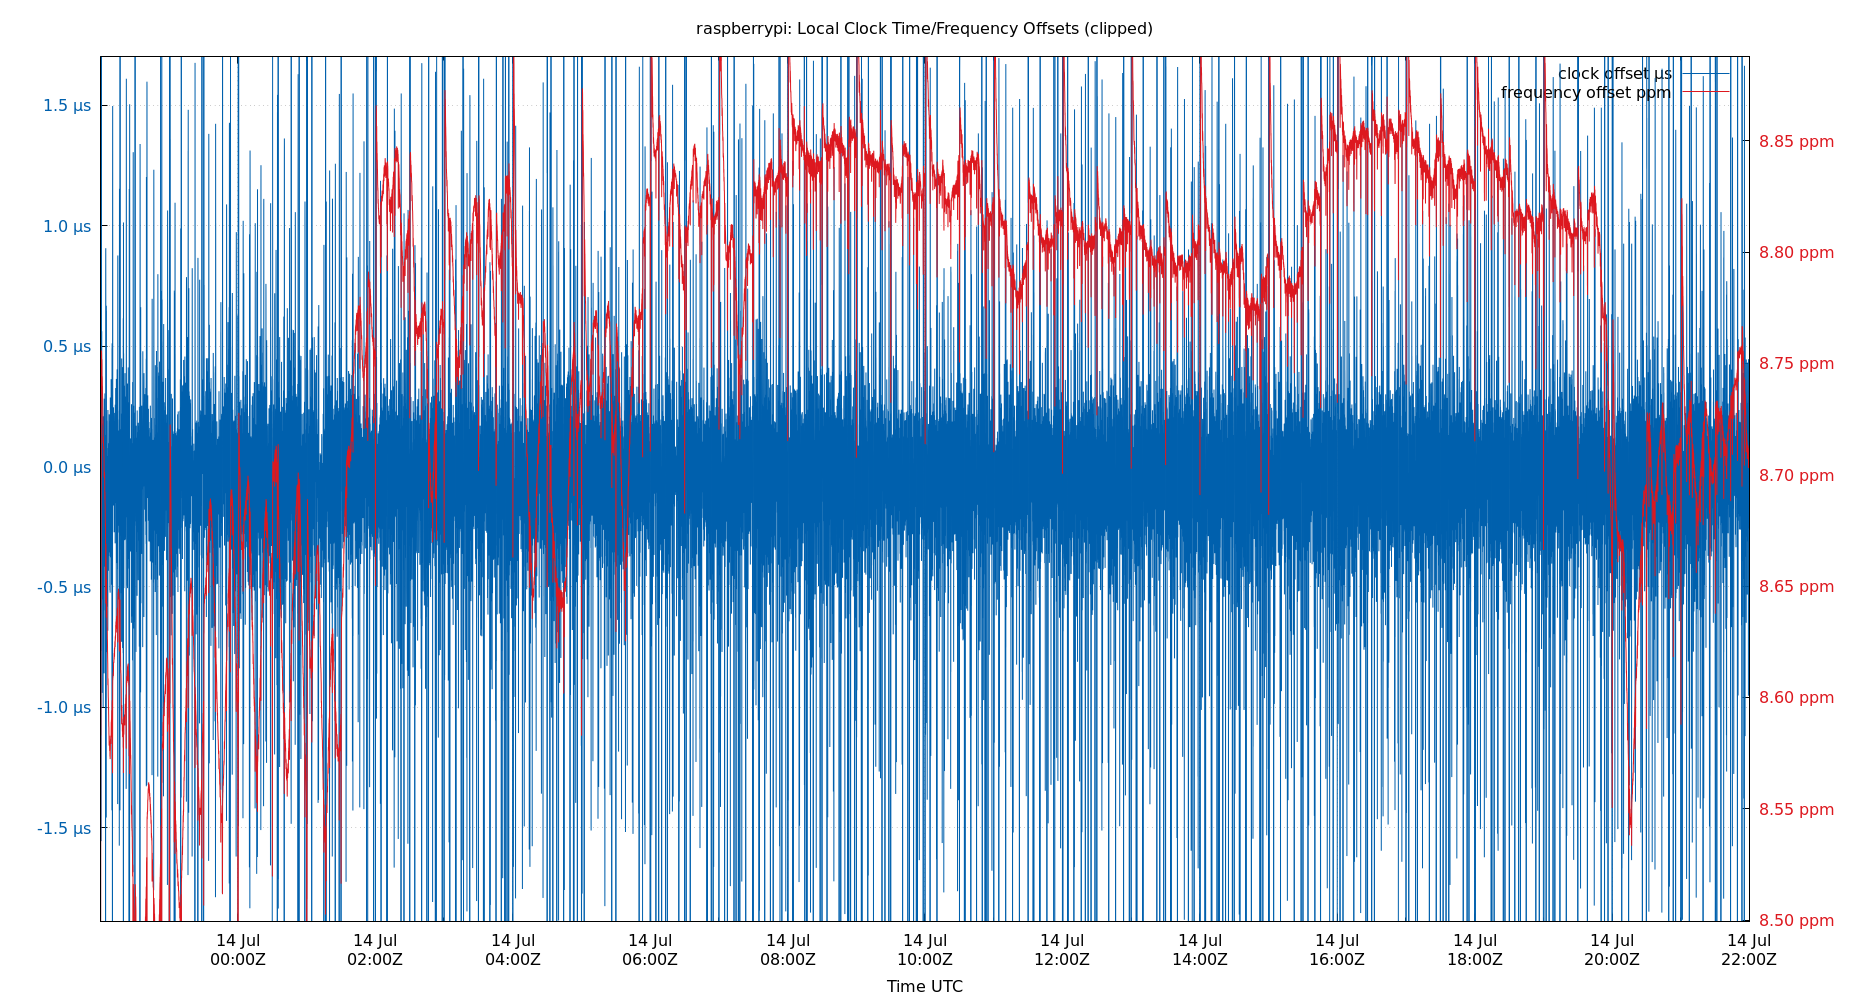 raspberrypi: Local Clock Time/Frequency Offsets (clipped)
clock offset µs
frequency offset ppm
1.5 µs
1.0 µs
0.5 µs
0.0 µs
-0.5 µs
-1.0 µs
-1.5 µs
8.85 ppm
8.80 ppm
8.75 ppm
8.70 ppm
8.65 ppm
8.60 ppm
8.55 ppm
8.50 ppm
14 Jul 14 Jul 14 Jul 14 Jul 14 Jul 14 Jul 14 Jul 14 Jul 14 Jul 14 Jul 14 Jul 14 Jul
00:00Z 02:00Z 04:00Z 06:00Z 08:00Z 10:00Z 12:00Z 14:00Z 16:00Z 18:00Z 20:00Z 22:00Z
Time UTC